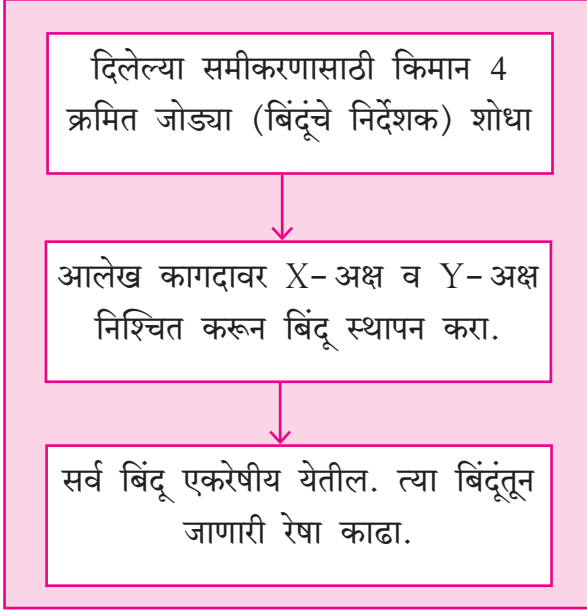 दिलेल्या समीकरणासाठी किमान 4
क्रमित जोड्या (बिंदूंचे निर्देशक) शोधा
आलेख कागदावर X-अक्ष व Y-अक्ष
निश्चित करून बिंदू स्थापन करा.
सर्व बिंदू एकरेषीय येतील. त्या बिंदूंतून
जाणारी रेषा काढा.